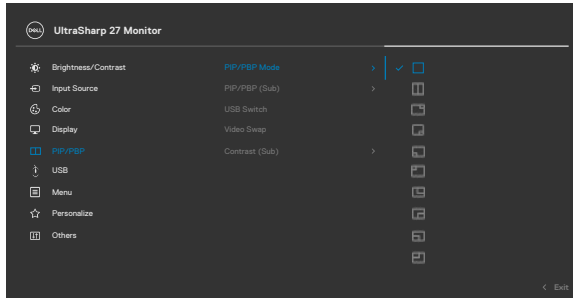 DELL UltraSharp 27 Monitor
Brightness/Contrast PIP/PBP Mode
Input Source PIP/PBP (Sub)
Color USB Switch
Display Video Swap
PIP/PBP Contrast (Sub)
USB
Menu
Personalize
Others
Exit